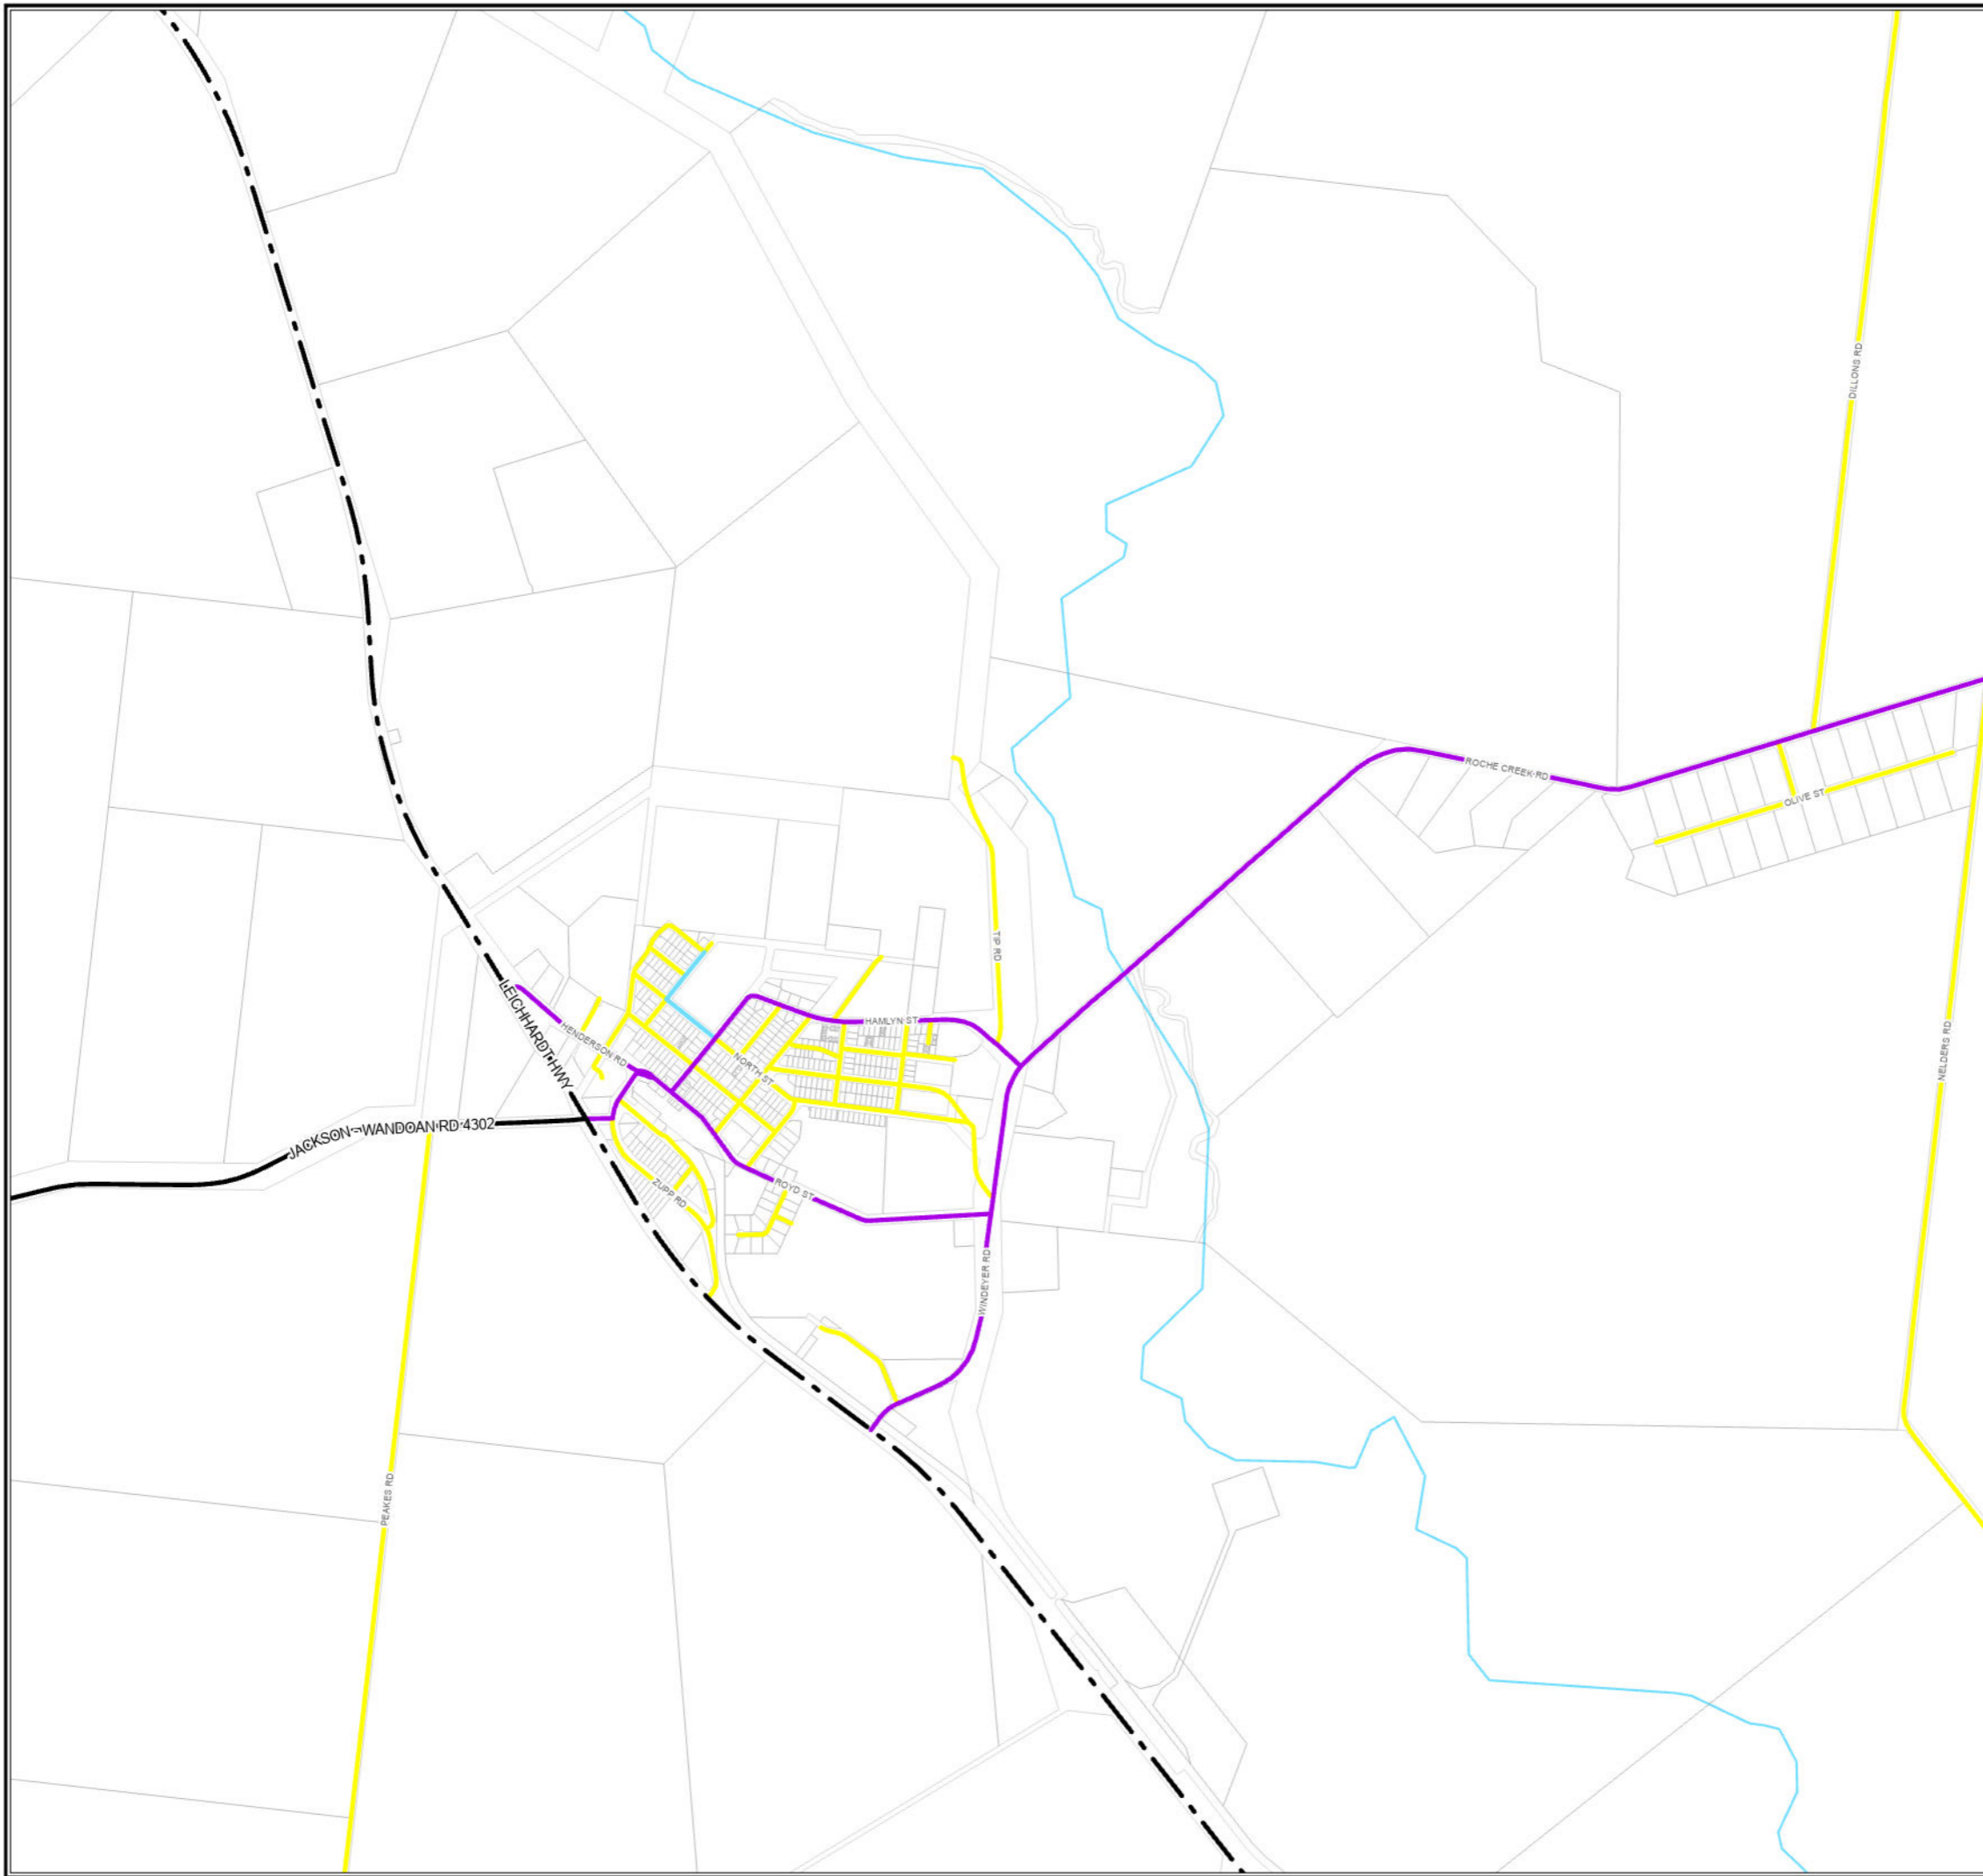 DILLONS RD
ROCHE CREEK RD
OLIVE ST
TIP RD
LEICHHARDT HWY
HAMLYN ST
HENDERSON RD
NORTH ST
NELDERS RD
JACKSON - WANDOAN RD 4302
ROYD ST
ZUPP RD
WINDEYER RD
PEAKES RD